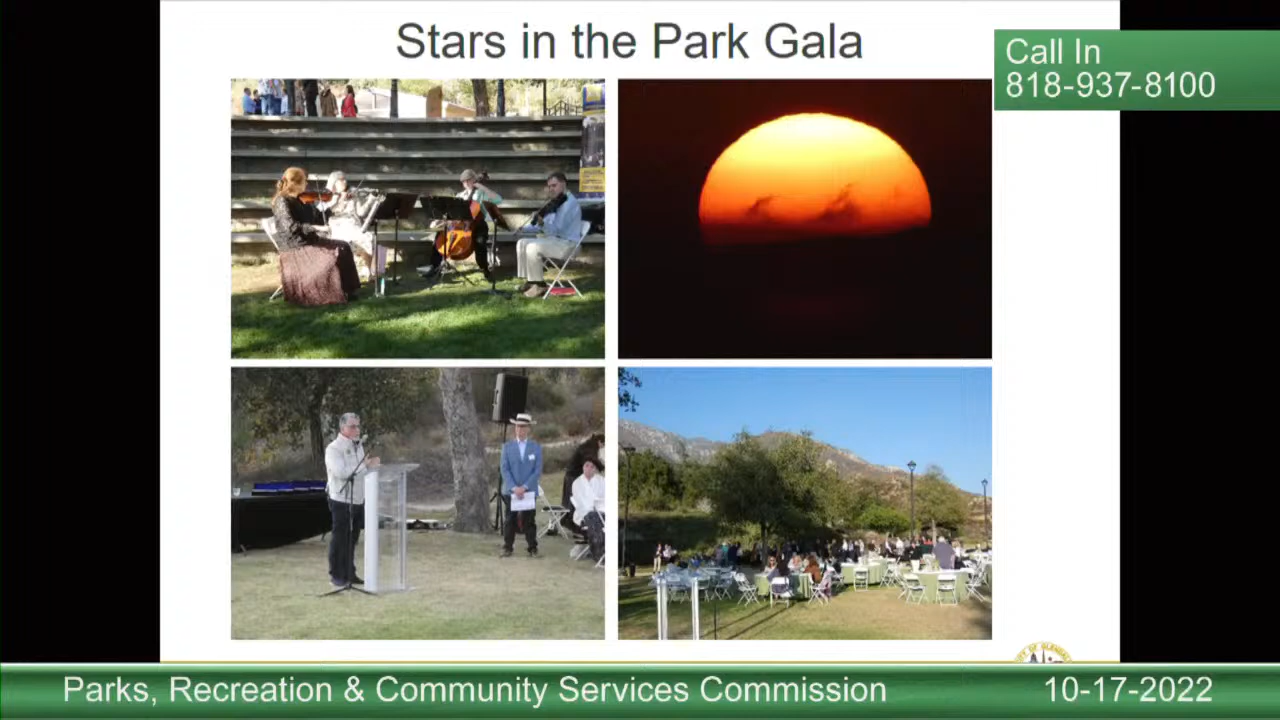 Stars in the Park Gala
Call In
818-937-8100
Parks, Recreation & Community Services Commission
10-17-2022